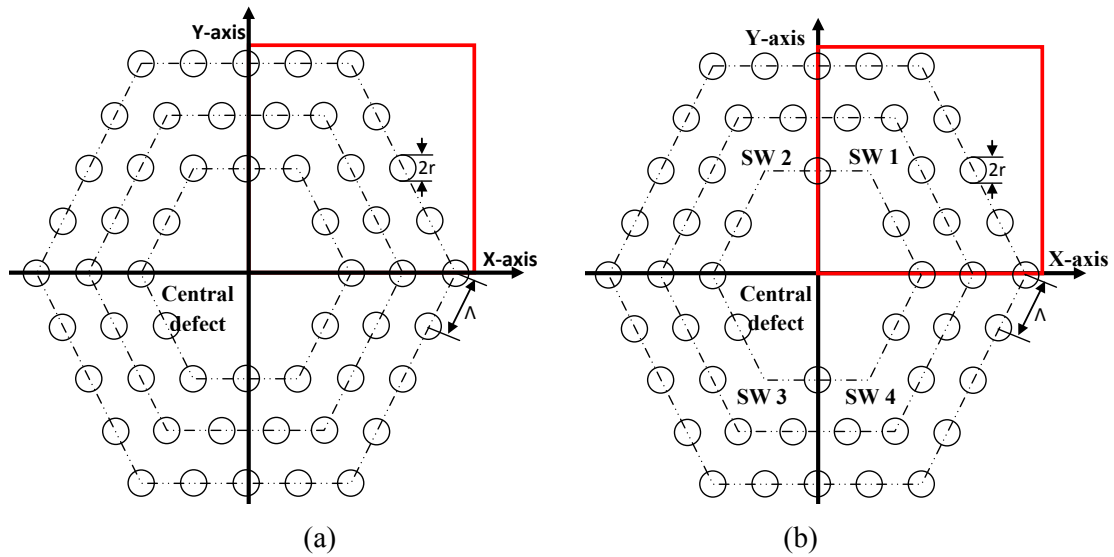 Y-axis
2r
X-axis
Central
defect
Λ
(a)
Y-axis
SW 2
SW 1
2r
X-axis
Central
defect
Λ
SW 3
SW 4
(b)